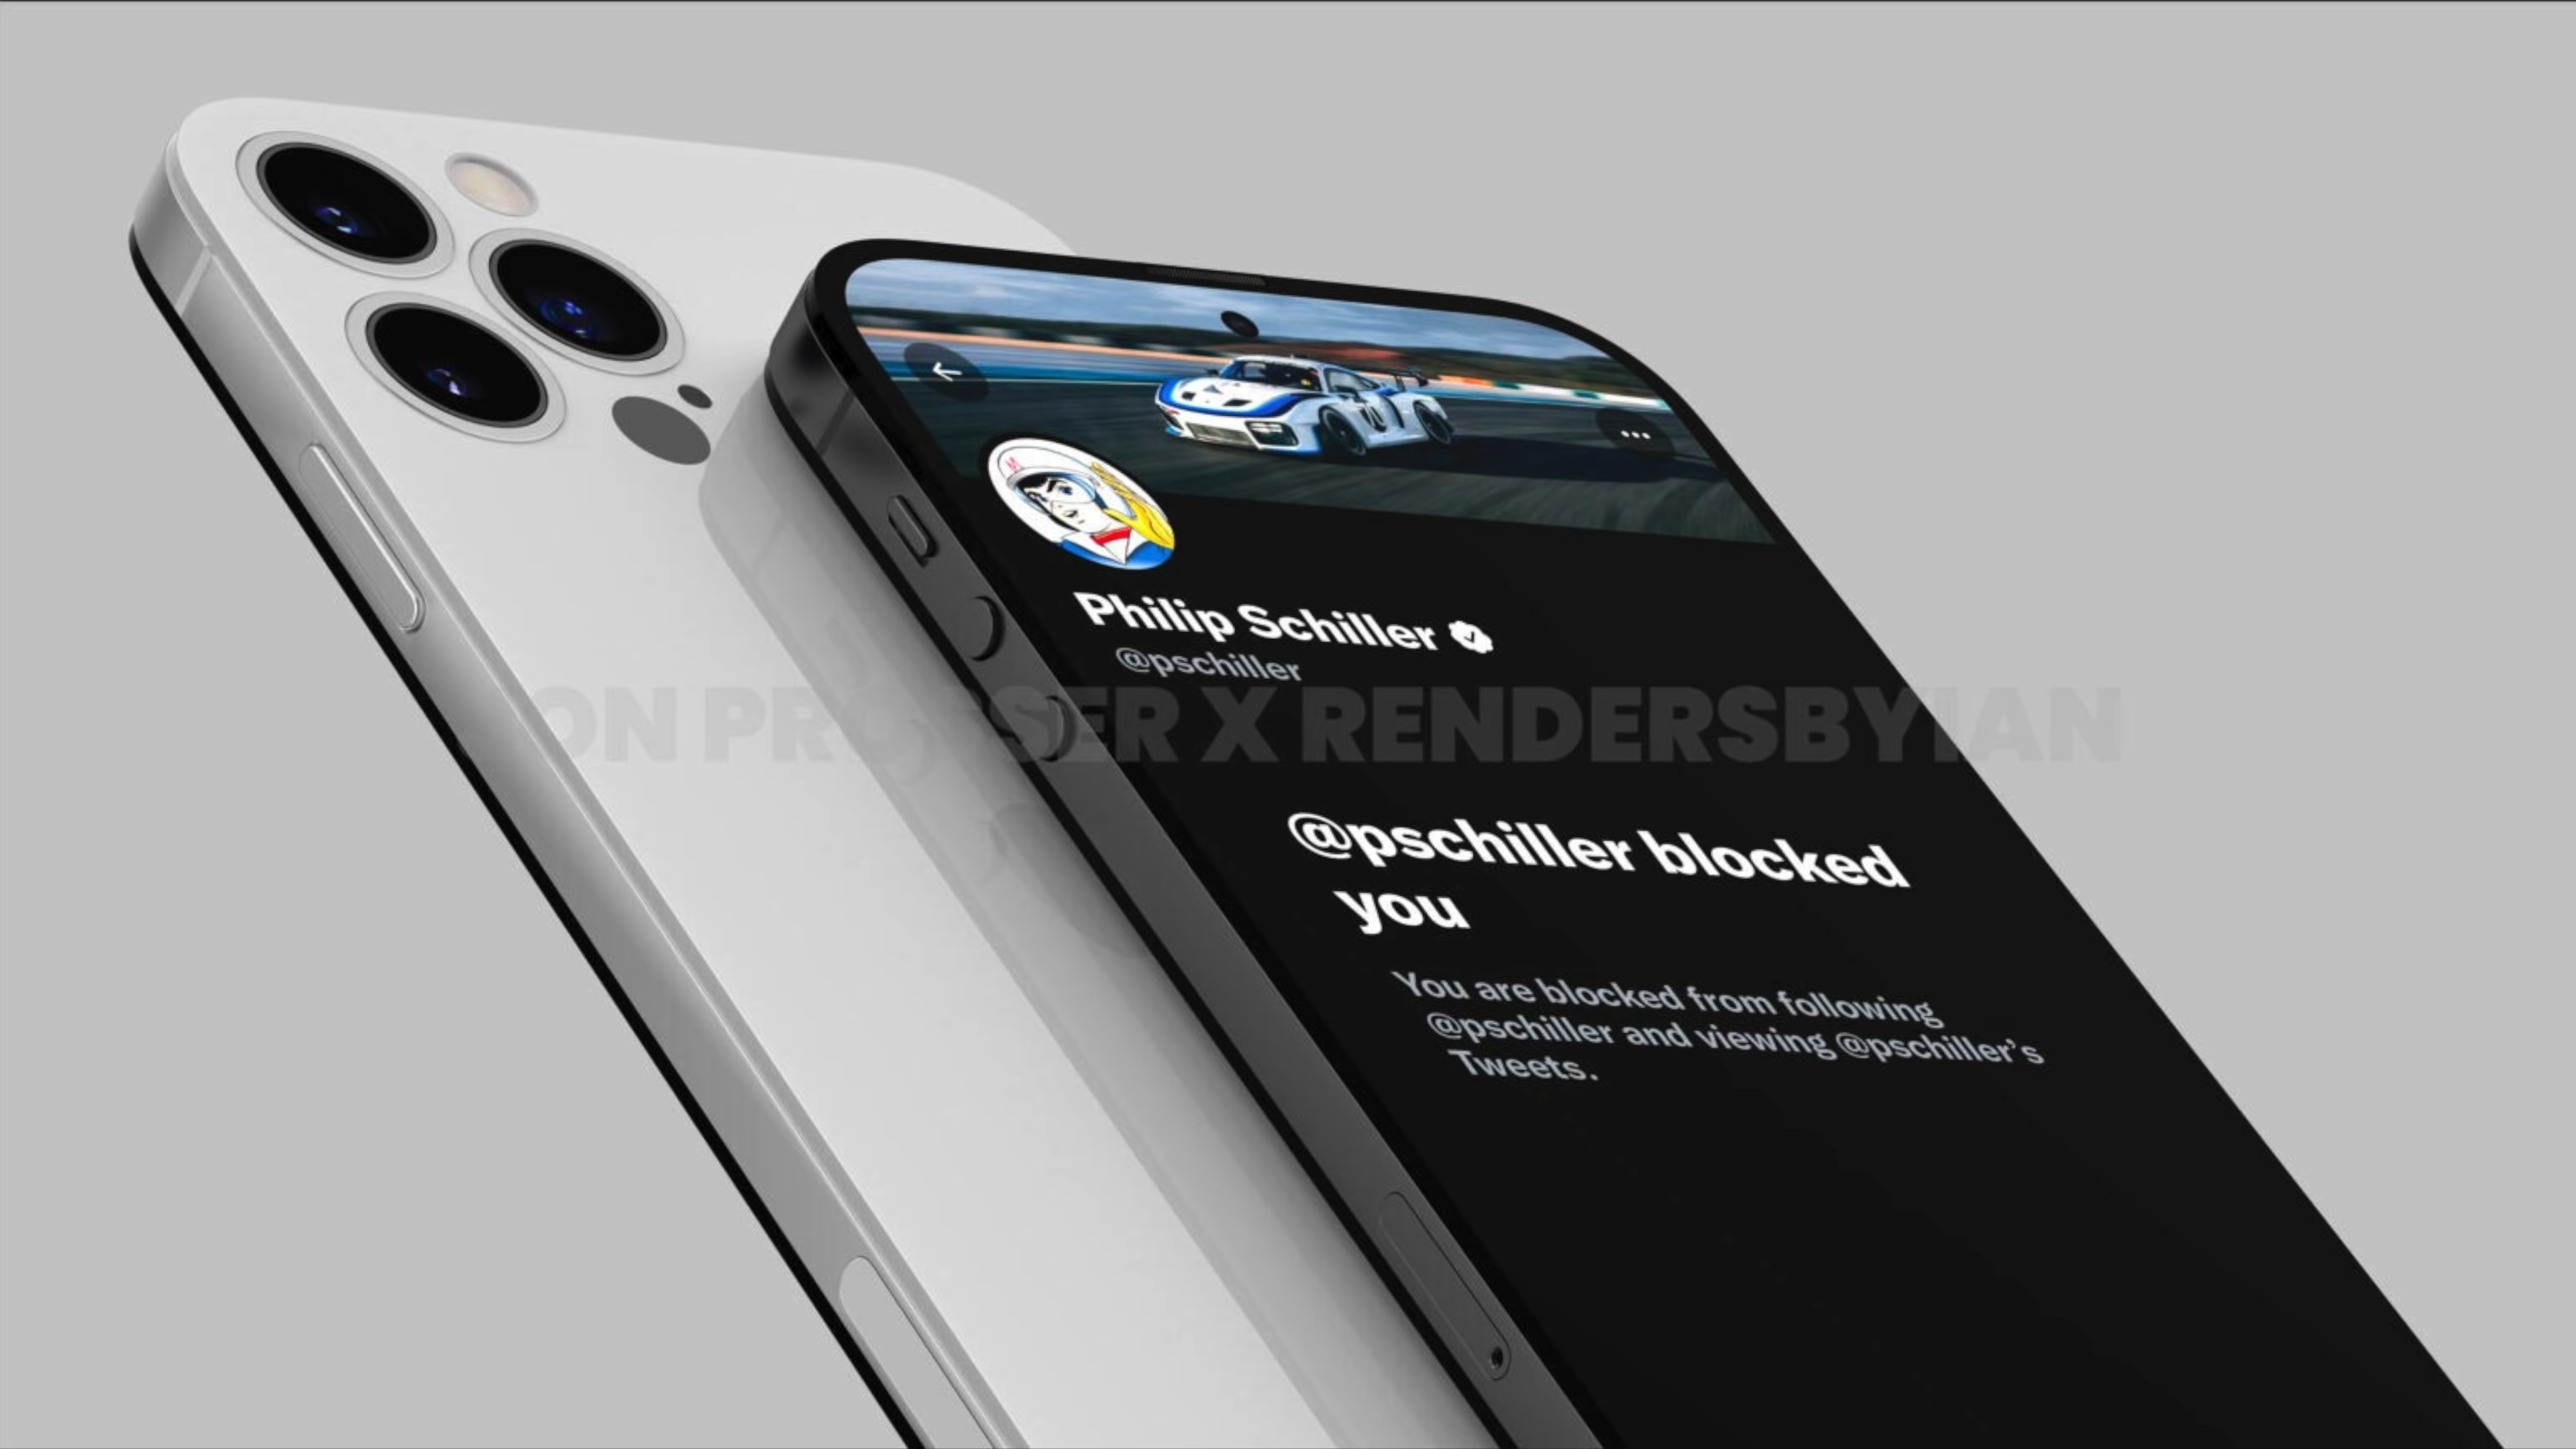 Philip Schiller
@pschiller
ON PROSSER X RENDERSBYIAN
@pschiller blocked
you
You are blocked from following
@pschiller and viewing @pschiller’s
Tweets.